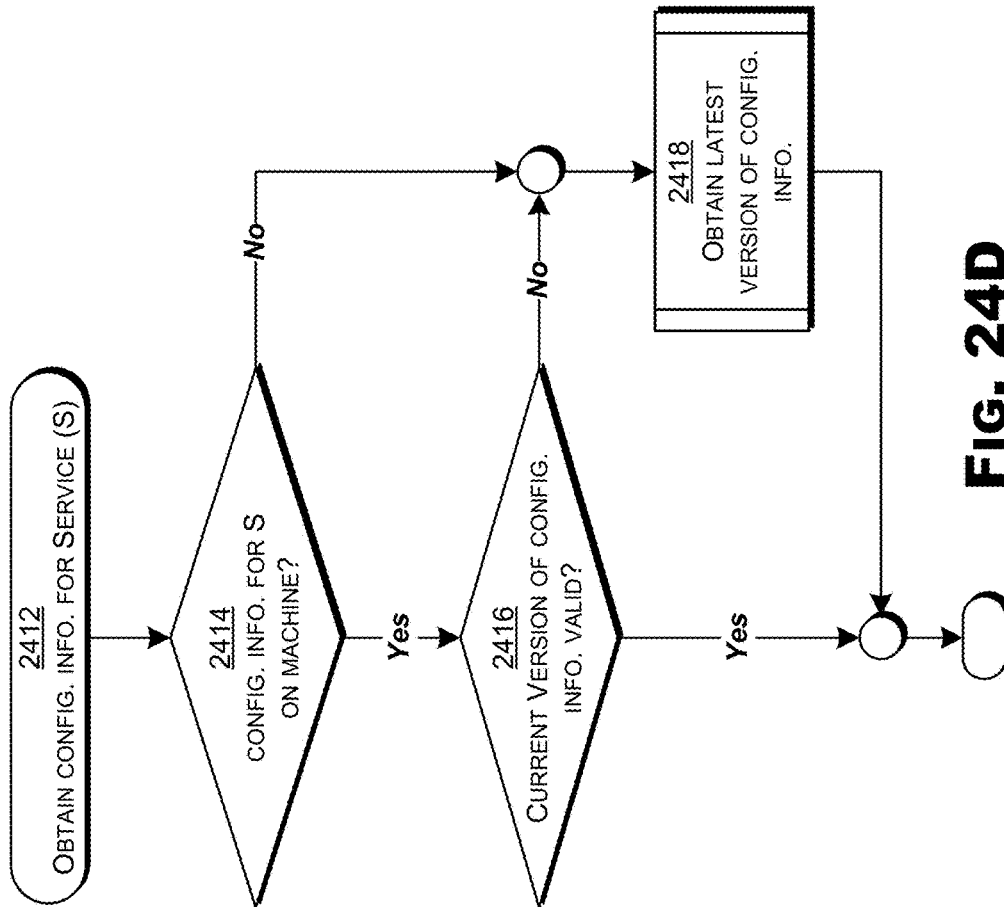 2412
OBTAIN CONFIG. INFO. FOR SERVICE (S)
2414
CONFIG. INFO. FOR S
ON MACHINE?
No
Yes
2416
CURRENT VERSION OF CONFIG.
INFO. VALID?
No
Yes
2418
OBTAIN LATEST
VERSION OF CONFIG.
INFO.
FIG. 24D